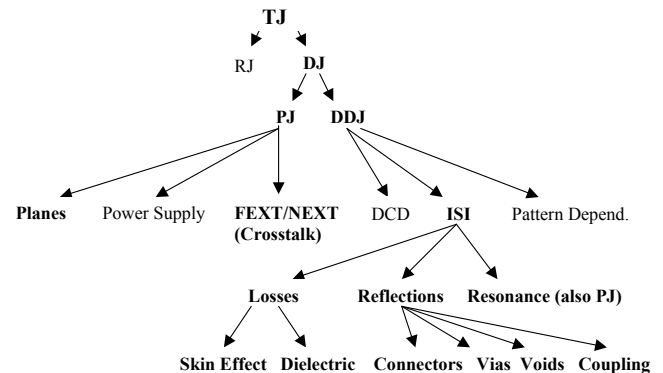 TJ
RJ DJ
PJ DDJ
Planes Power Supply FEXT/NEXT DCD ISI Pattern Depend.
(Crosstalk)
Losses Reflections Resonance (also PJ)
Skin Effect Dielectric Connectors Vias Voids Coupling